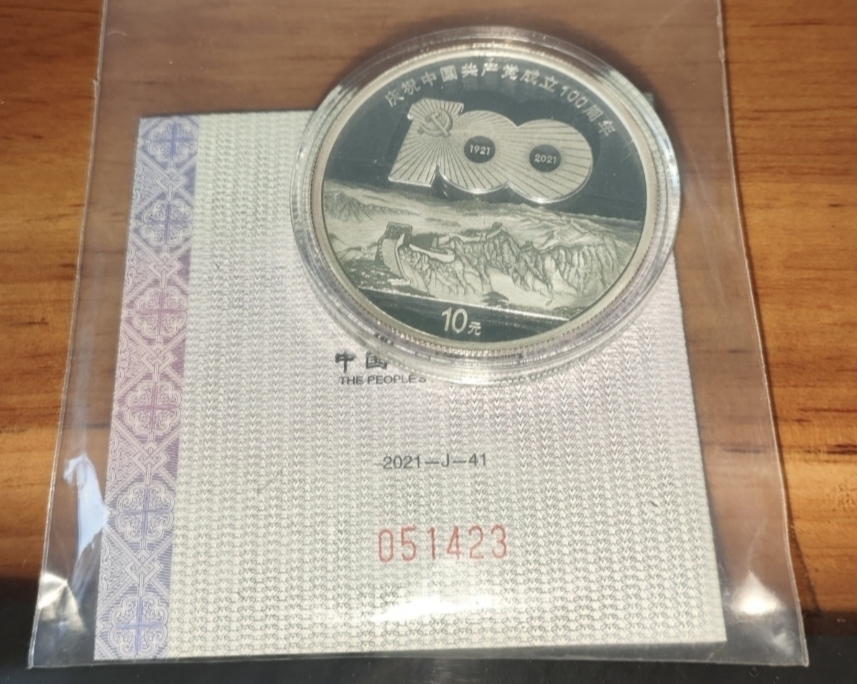 庆祝中國共产党成立100周年
1921
2021
10元
中国
THE PEOPLE'S
2021—J—41
051423